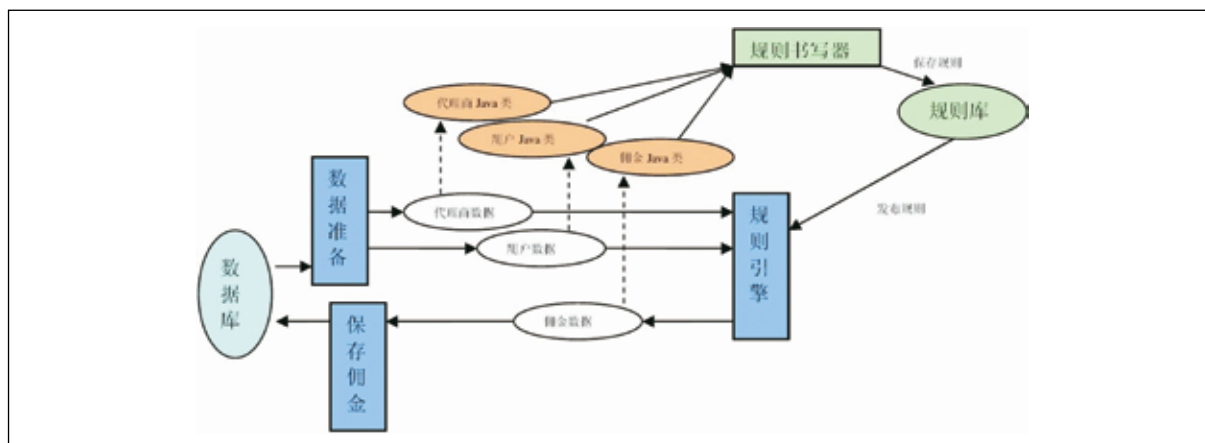 规则书写器
保存规则
规则库
代理商 Java 类
用户 Java 类
佣金 Java 类
数据准备
代理商数据
用户数据
规则引擎
发布规则
数据库
佣金数据
保存佣金